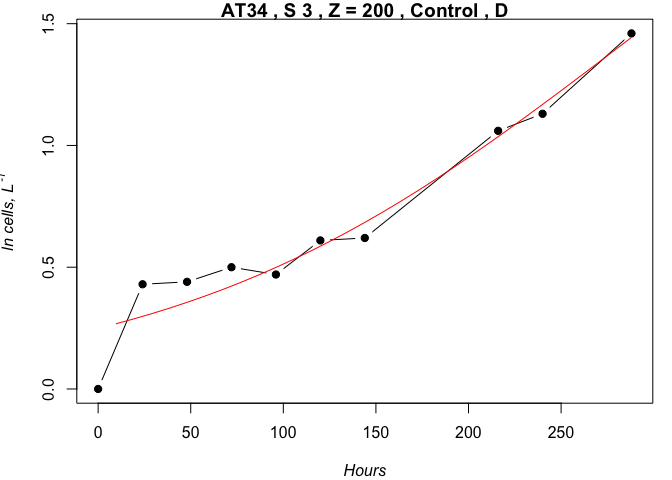 AT34 , S 3 , Z = 200 , Control , D
ln cells, L⁻¹
1.5
1.0
0.5
0.0
0 50 100 150 200 250
Hours